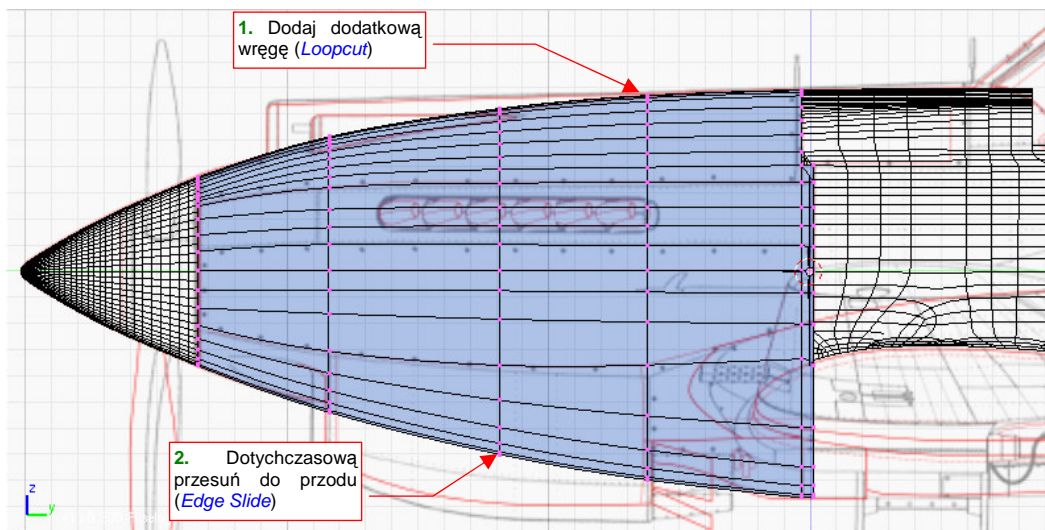 1. Dodaj dodatkową
wręgę (Loopcut)
2. Dotychczasową
przesuń do przodu
(Edge Slide)
z
y